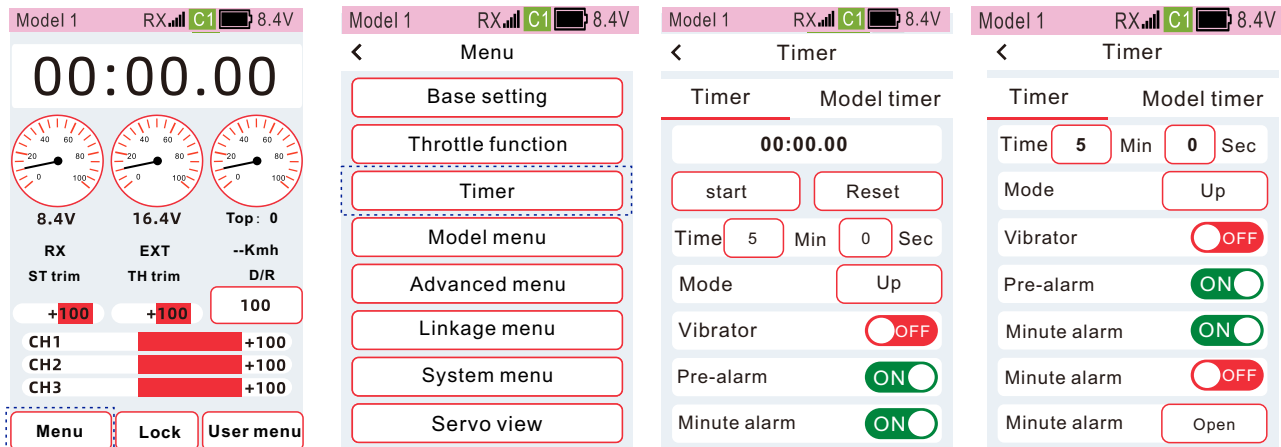 Model 1 RX C1 8.4V
00:00.00
0 20 40 60 80 100
0 20 40 60 80 100
0 20 40 60 80 100
8.4V 16.4V Top: 0
RX EXT --Kmh
ST trim TH trim D/R
+100 +100 100
CH1 +100
CH2 +100
CH3 +100
Menu Lock User menu
Model 1 RX C1 8.4V
< Menu
Base setting
Throttle function
Timer
Model menu
Advanced menu
Linkage menu
System menu
Servo view
Model 1 RX C1 8.4V
< Timer
Timer Model timer
00:00.00
start Reset
Time 5 Min 0 Sec
Mode Up
Vibrator OFF
Pre-alarm ON
Minute alarm ON
Model 1 RX C1 8.4V
< Timer
Timer Model timer
Time 5 Min 0 Sec
Mode Up
Vibrator OFF
Pre-alarm ON
Minute alarm ON
Minute alarm OFF
Minute alarm Open